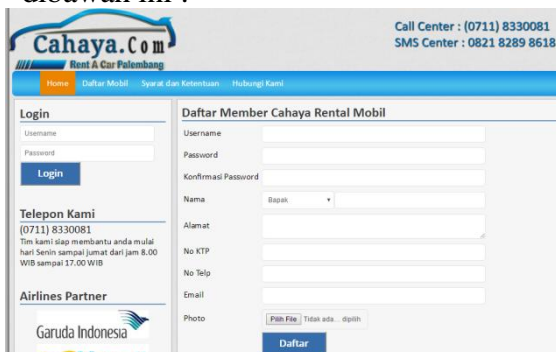 dibawah ini :
Cahaya.Com
Rent A Car Palembang
Call Center : (0711) 8330081
SMS Center : 0821 8289 8618
Home Daftar Mobil Syarat dan Ketentuan Hubungi Kami
Login
Username
Password
Login
Telepon Kami
(0711) 8330081
Tim kami siap membantu anda mulai
hari Senin sampai jumat dari jam 8.00
WIB sampai 17.00 WIB
Airlines Partner
Garuda Indonesia
Daftar Member Cahaya Rental Mobil
Username
Password
Konfirmasi Password
Nama Bapak
Alamat
No KTP
No Telp
Email
Photo Pilih File Tidak ada... dipilih
Daftar